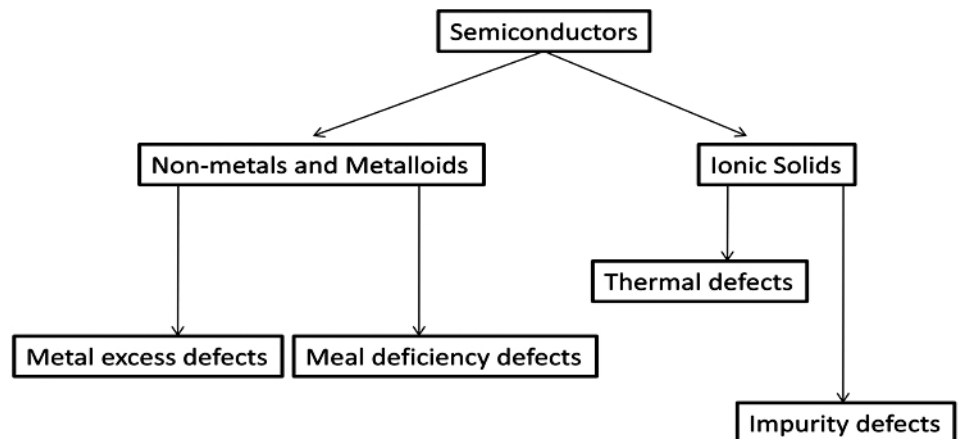 Semiconductors
Non-metals and Metalloids
Ionic Solids
Thermal defects
Metal excess defects
Meal deficiency defects
Impurity defects